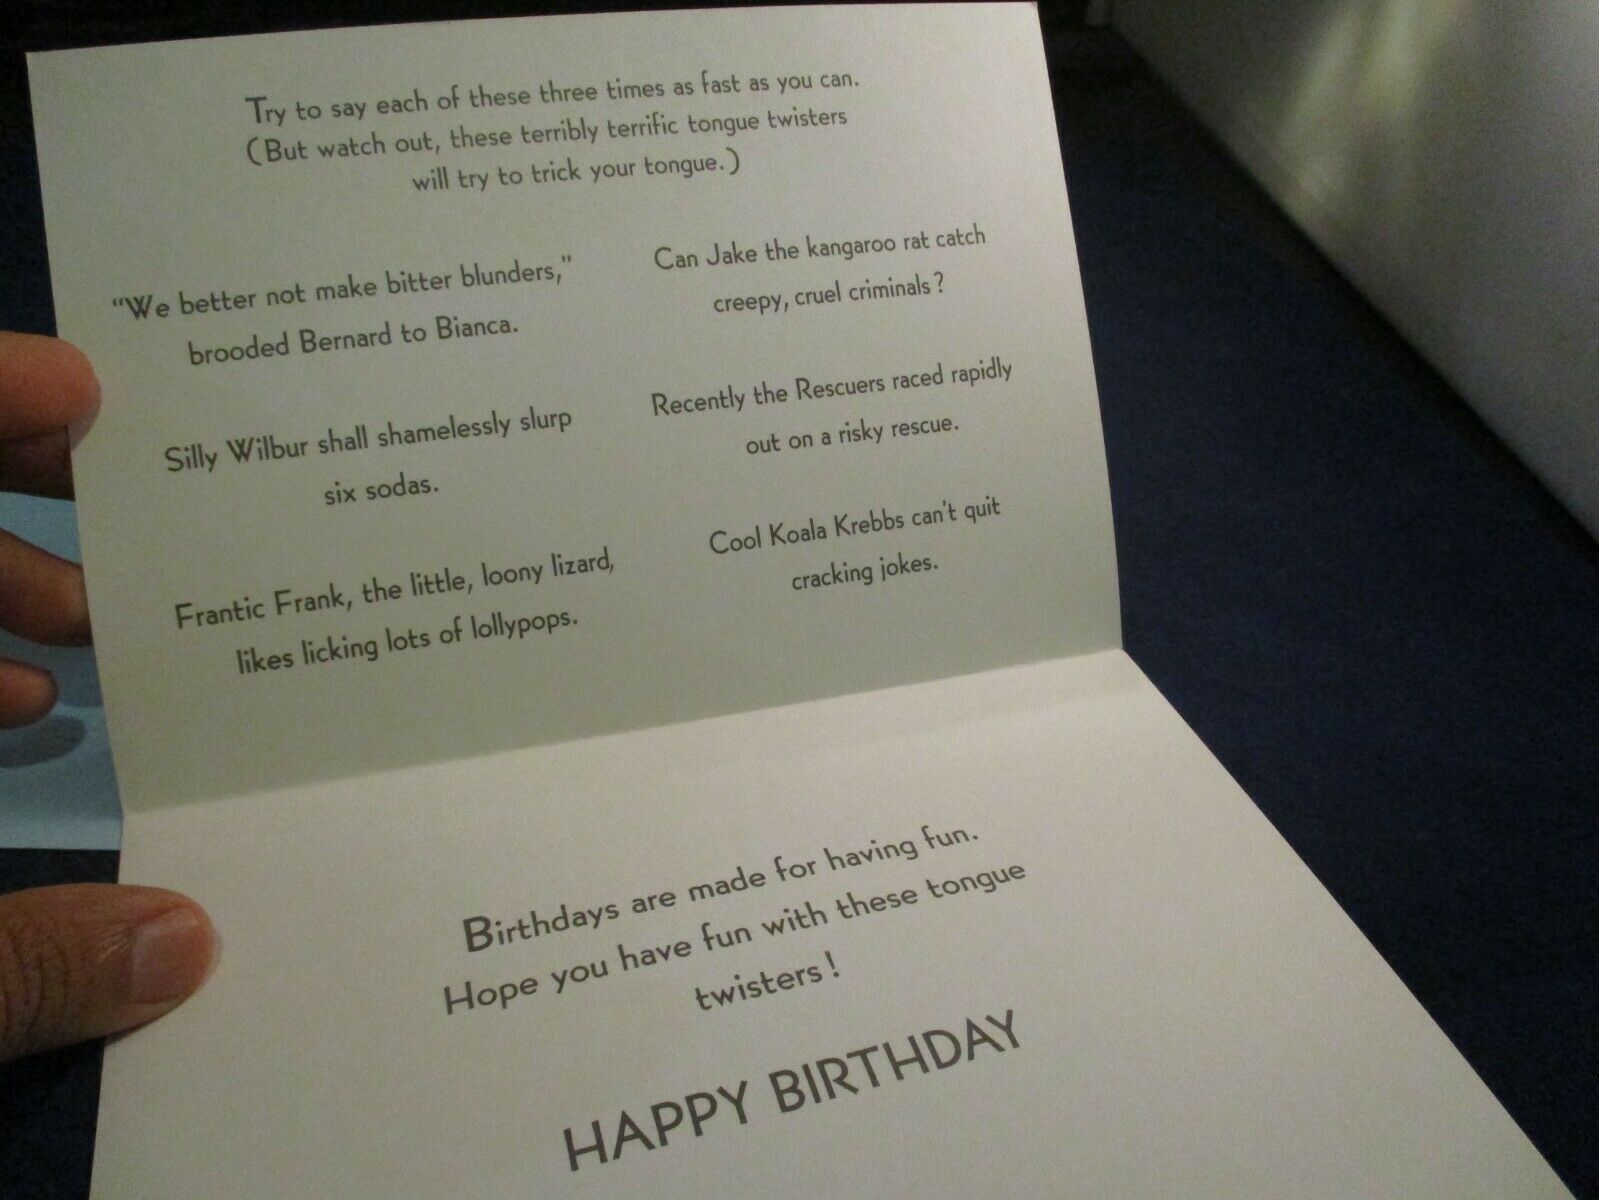 Try to say each of these three times as fast as you can.
(But watch out, these terribly terrific tongue twisters
will try to trick your tongue.)
"We better not make bitter blunders,"
brooded Bernard to Bianca.
Silly Wilbur shall shamelessly slurp
six sodas.
Frantic Frank, the little, loony lizard,
likes licking lots of lollypops.
Can Jake the kangaroo rat catch
creepy, cruel criminals?
Recently the Rescuers raced rapidly
out on a risky rescue.
Cool Koala Krebbs can't quit
cracking jokes.
Birthdays are made for having fun.
Hope you have fun with these tongue
twisters!
HAPPY BIRTHDAY